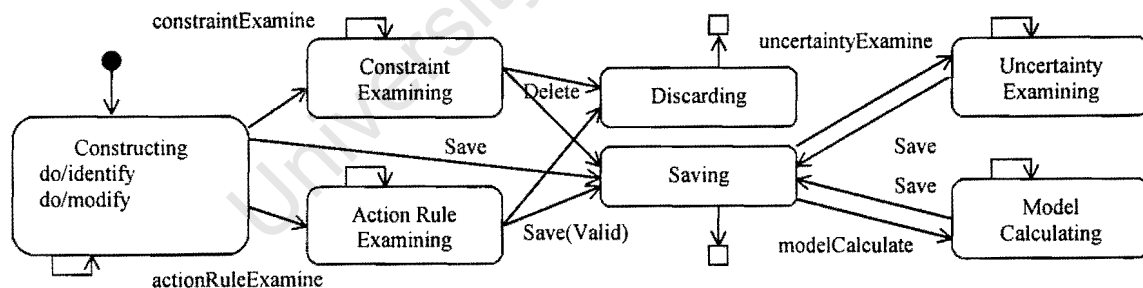 constraintExamine
Constraint
Examining
Delete
Discarding
uncertaintyExamine
Uncertainty
Examining
Constructing
do/identify
do/modify
Save
Saving
Save
Save
Action Rule
Examining
Save(Valid)
modelCalculate
Model
Calculating
actionRuleExamine
University